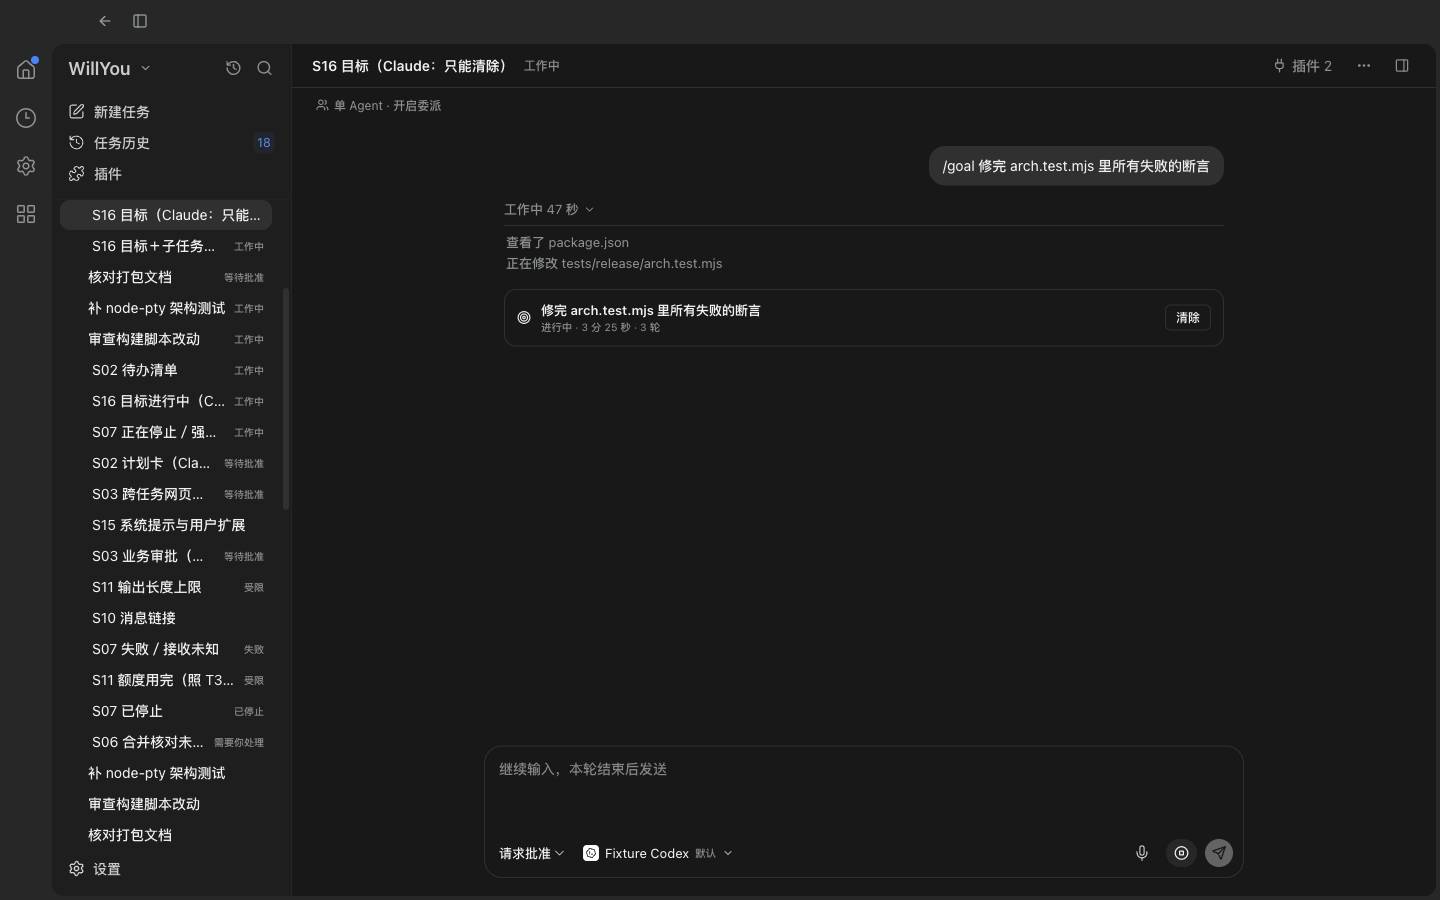 WillYou
新建任务
任务历史 18
插件
S16 目标（Claude：只能...
S16 目标＋子任务... 工作中
核对打包文档 等待批准
补 node-pty 架构测试 工作中
审查构建脚本改动 工作中
S02 待办清单 工作中
S16 目标进行中（C... 工作中
S07 正在停止 / 强... 工作中
S02 计划卡（Cla... 等待批准
S03 跨任务网页... 等待批准
S15 系统提示与用户扩展
S03 业务审批（... 等待批准
S11 输出长度上限 受限
S10 消息链接
S07 失败 / 接收未知 失败
S11 额度用完（照 T3... 受限
S07 已停止 已停止
S06 合并核对未... 需要你处理
补 node-pty 架构测试
审查构建脚本改动
核对打包文档
设置
S16 目标（Claude：只能清除） 工作中
插件 2
单 Agent · 开启委派
/goal 修完 arch.test.mjs 里所有失败的断言
工作中 47 秒
查看了 package.json
正在修改 tests/release/arch.test.mjs
修完 arch.test.mjs 里所有失败的断言
进行中 · 3 分 25 秒 · 3 轮
清除
继续输入，本轮结束后发送
请求批准 Fixture Codex 默认